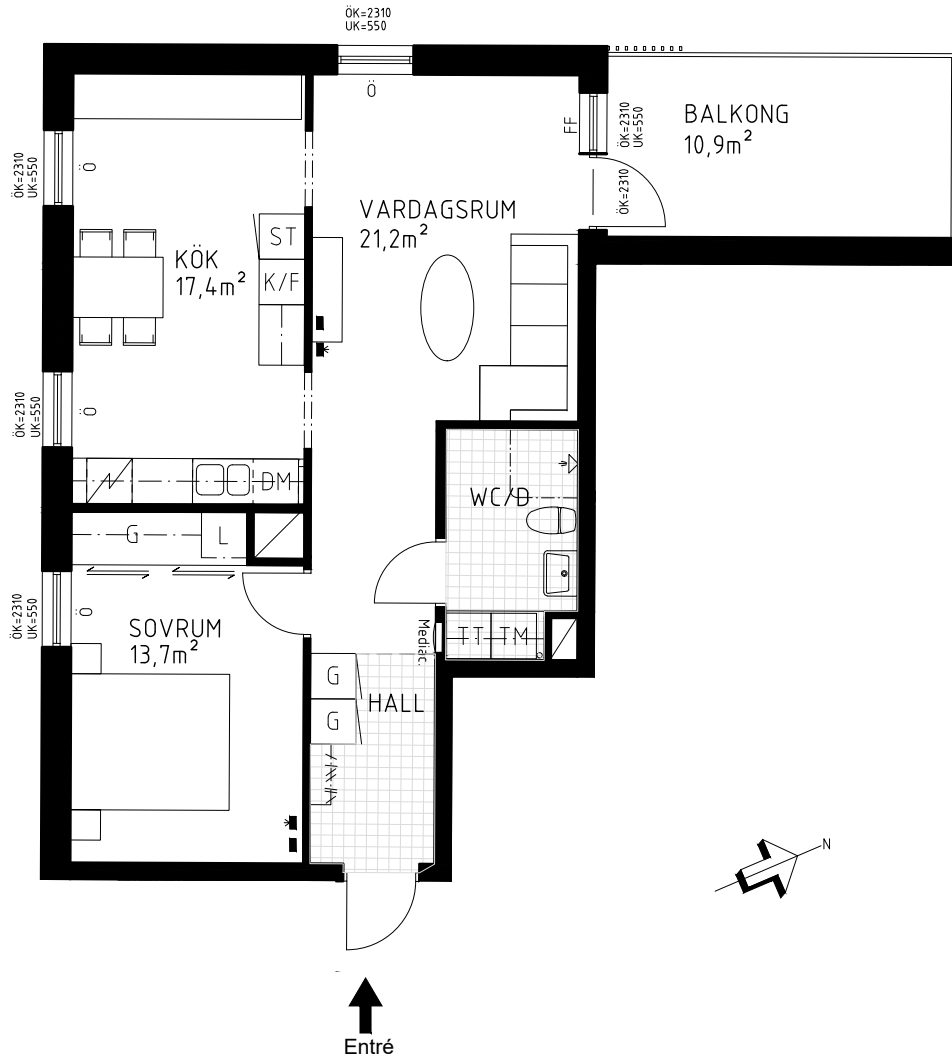 ÖK=2310
UK=550
Ö
FF
ÖK=2310
UK=550
BALKONG
10,9m²
ÖK=2310
UK=550
Ö
ÖK=2310
VARDAGSRUM
21,2m²
ST
KÖK
17,4m²
K/F
ÖK=2310
UK=550
Ö
DM
WC/D
G
L
ÖK=2310
UK=550
Ö
SOVRUM
13,7m²
Mediac.
TT
TM
G
HALL
G
N
Entré